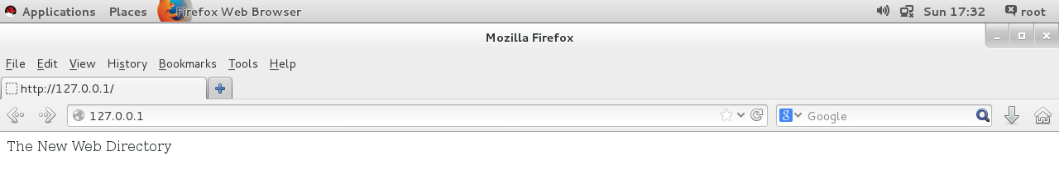 Applications Places Firefox Web Browser Sun 17:32 root
Mozilla Firefox
File Edit View History Bookmarks Tools Help
http://127.0.0.1/
127.0.0.1 8 Google
The New Web Directory